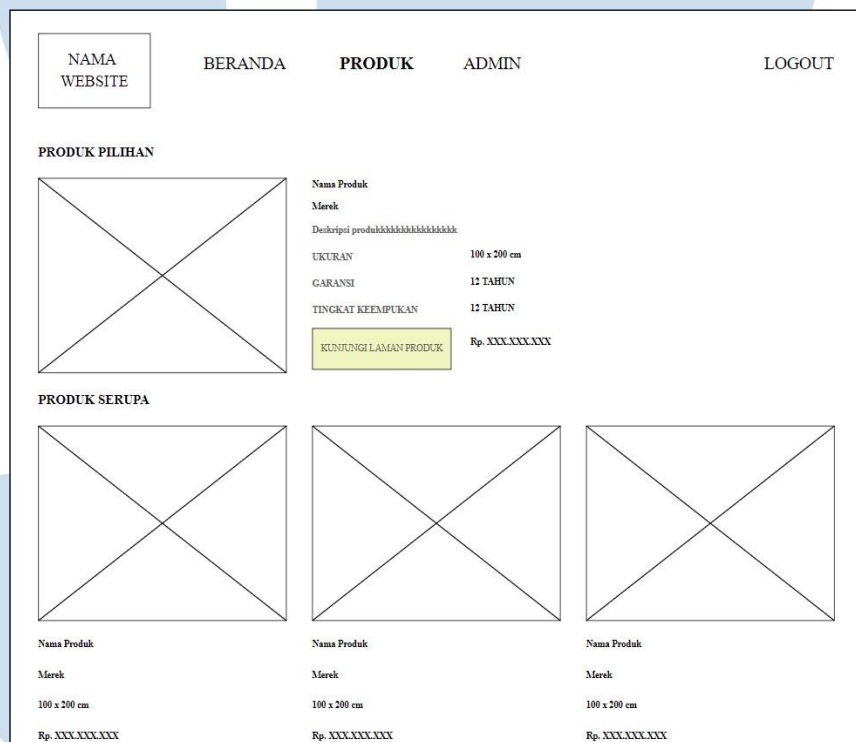 NAMA
WEBSITE
BERANDA PRODUK ADMIN LOGOUT
PRODUK PILIHAN
Nama Produk
Merek
Deskripsi produkkkkkkkkkkkkkkkkk
UKURAN 100 x 200 cm
GARANSI 12 TAHUN
TINGKAT KEEMPUKAN 12 TAHUN
KUNJUNGI LAMAN PRODUK Rp. XXX.XXX.XXX
PRODUK SERUPA
Nama Produk Nama Produk Nama Produk
Merek Merek Merek
100 x 200 cm 100 x 200 cm 100 x 200 cm
Rp. XXX.XXX.XXX Rp. XXX.XXX.XXX Rp. XXX.XXX.XXX